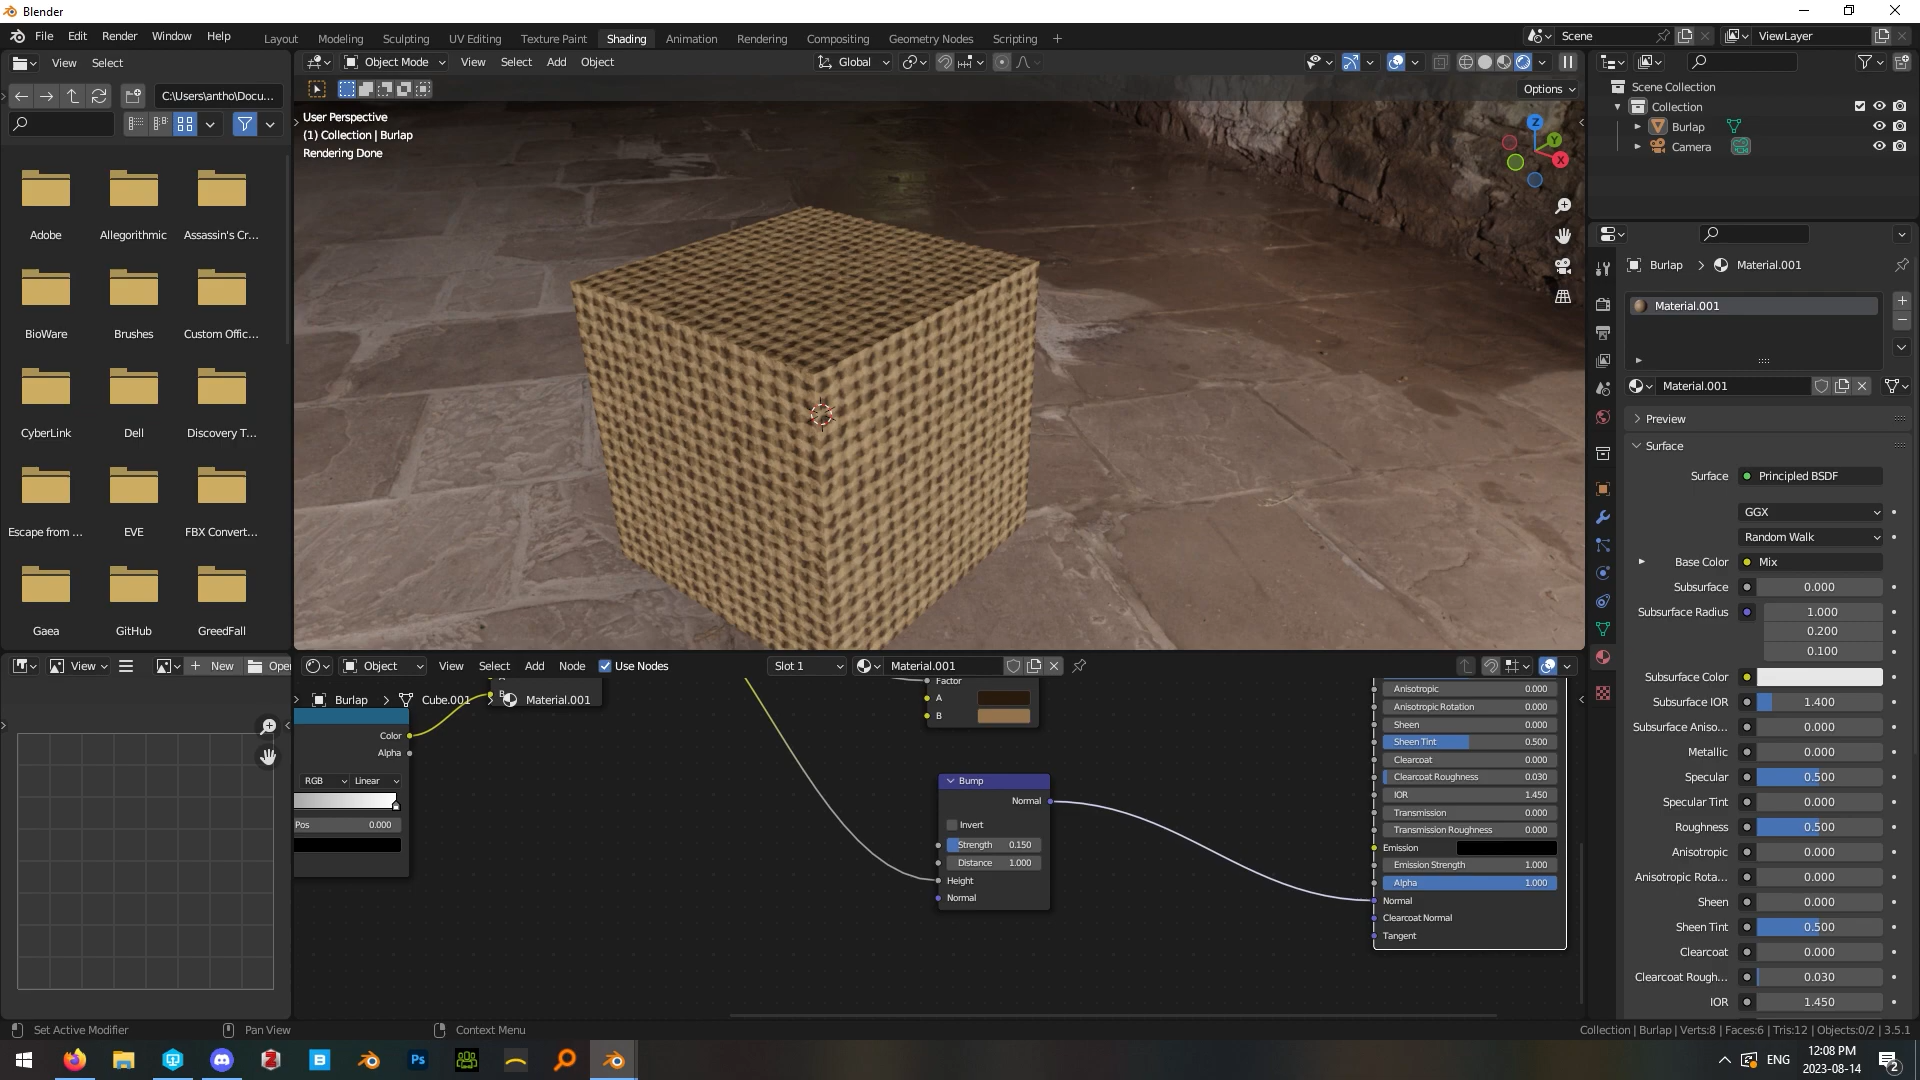 Blender
File Edit Render Window Help
Layout Modeling Sculpting UV Editing Texture Paint Shading Animation Rendering Compositing Geometry Nodes Scripting +
Scene
ViewLayer
View Select
Object Mode View Select Add Object
Global
C:\Users\antho\Docu...
Options
User Perspective
(1) Collection | Burlap
Rendering Done
Z
Y
X
Adobe Allegorithmic Assassin's Cr...
BioWare Brushes Custom Offic...
CyberLink Dell Discovery T...
Escape from ... EVE FBX Convert...
Gaea GitHub GreedFall
Scene Collection
Collection
Burlap
Camera
Burlap > Material.001
Material.001
Material.001
Preview
Surface
Surface Principled BSDF
GGX
Random Walk
Base Color Mix
Subsurface 0.000
Subsurface Radius 1.000
0.200
0.100
Subsurface Color
Subsurface IOR 1.400
Subsurface Aniso... 0.000
Metallic 0.000
Specular 0.500
Specular Tint 0.000
Roughness 0.500
Anisotropic 0.000
Anisotropic Rota... 0.000
Sheen 0.000
Sheen Tint 0.500
Clearcoat 0.000
Clearcoat Rough... 0.030
IOR 1.450
View + New Open
Object View Select Add Node Use Nodes
Slot 1 Material.001
Burlap > Cube.001 > Material.001
B
Color
Alpha
RGB Linear
Pos 0.000
Factor
A
B
Bump
Normal
Invert
Strength 0.150
Distance 1.000
Height
Normal
Anisotropic 0.000
Anisotropic Rotation 0.000
Sheen 0.000
Sheen Tint 0.500
Clearcoat 0.000
Clearcoat Roughness 0.030
IOR 1.450
Transmission 0.000
Transmission Roughness 0.000
Emission
Emission Strength 1.000
Alpha 1.000
Normal
Clearcoat Normal
Tangent
Set Active Modifier Pan View Context Menu
Collection | Burlap | Verts:8 | Faces:6 | Tris:12 | Objects:0/2 | 3.5.1
Ps
B
ENG
12:08 PM
2023-08-14
2